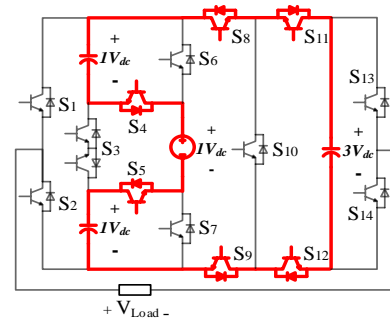 S8
S11
+
1Vdc
-
S6
S1
S13
S4
S3
+
1Vdc
-
S10
+
3Vdc
-
S5
S2
+
1Vdc
-
S7
S14
S9
S12
+ VLoad -